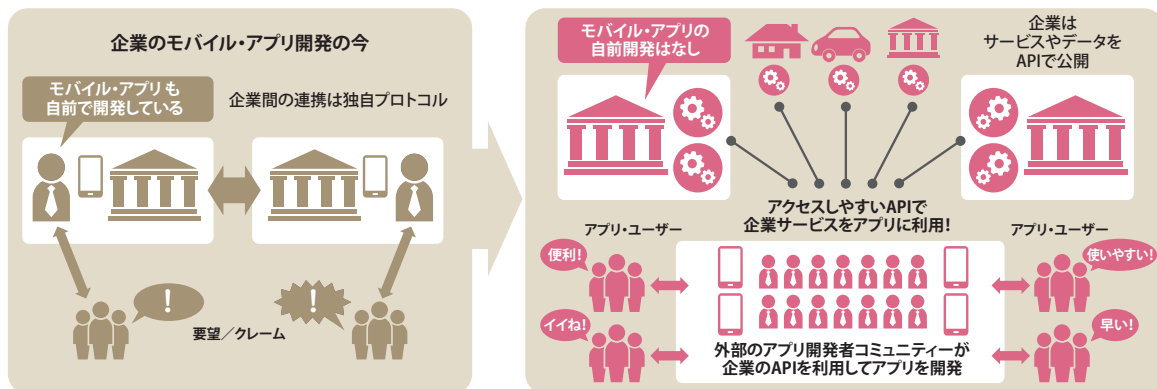 企業のモバイル・アプリ開発の今
モバイル・アプリも
自前で開発している
企業間の連携は独自プロトコル
!
!
要望／クレーム
モバイル・アプリの
自前開発はなし
企業は
サービスやデータを
APIで公開
アクセスしやすいAPIで
企業サービスをアプリに利用!
アプリ・ユーザー
アプリ・ユーザー
便利!
使いやすい!
イイね!
早い!
外部のアプリ開発者コミュニティーが
企業のAPIを利用してアプリを開発